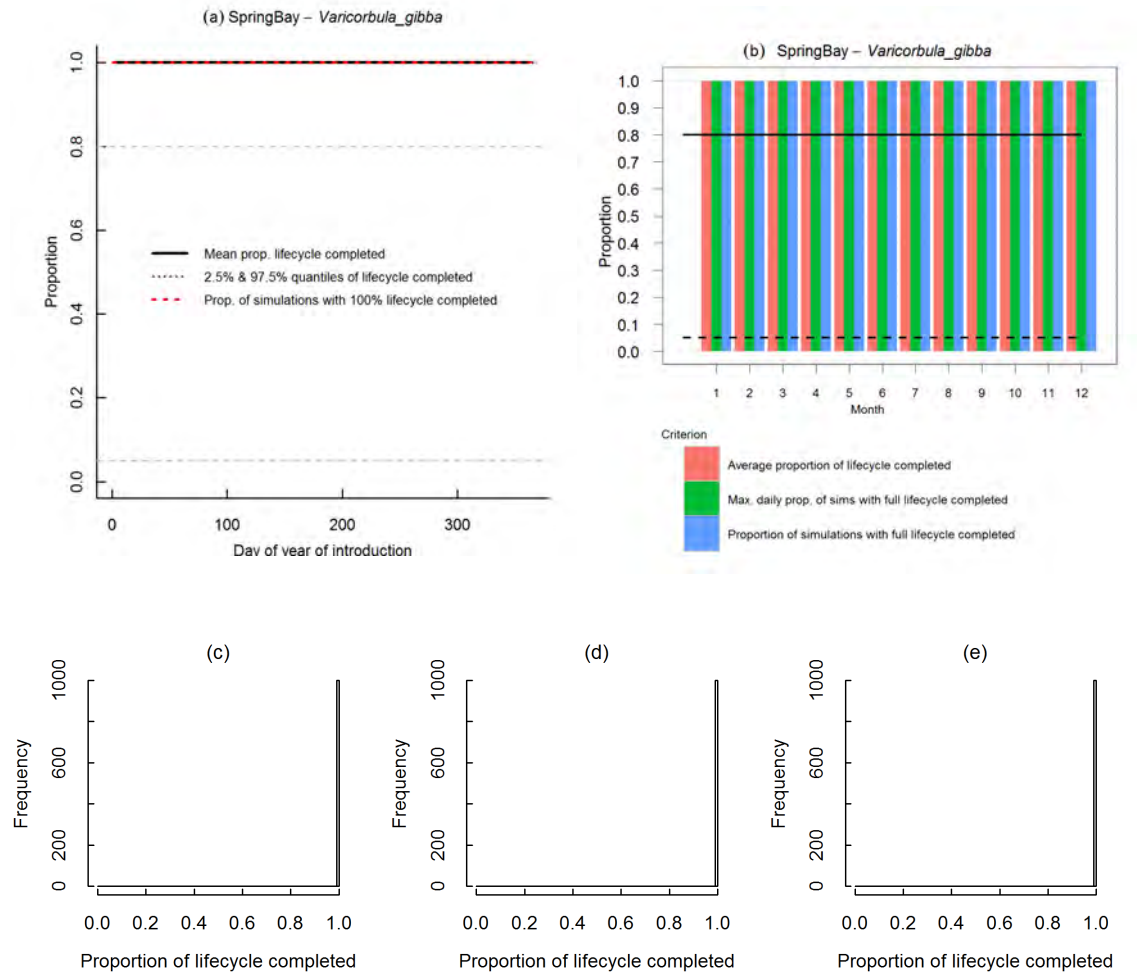 (a) SpringBay – Varicorbula_gibba
1.0
0.8
0.6
0.4
0.2
0.0
Proportion
Mean prop. lifecycle completed
2.5% & 97.5% quantiles of lifecycle completed
Prop. of simulations with 100% lifecycle completed
0 100 200 300
Day of year of introduction
(b) SpringBay – Varicorbula_gibba
1.0
0.9
0.8
0.7
0.6
0.5
0.4
0.3
0.2
0.1
0.0
Proportion
1 2 3 4 5 6 7 8 9 10 11 12
Month
Criterion
Average proportion of lifecycle completed
Max. daily prop. of sims with full lifecycle completed
Proportion of simulations with full lifecycle completed
(c)
1000
600
200
0
Frequency
0.0 0.2 0.4 0.6 0.8 1.0
Proportion of lifecycle completed
(d)
1000
600
200
0
Frequency
0.0 0.2 0.4 0.6 0.8 1.0
Proportion of lifecycle completed
(e)
1000
600
200
0
Frequency
0.0 0.2 0.4 0.6 0.8 1.0
Proportion of lifecycle completed